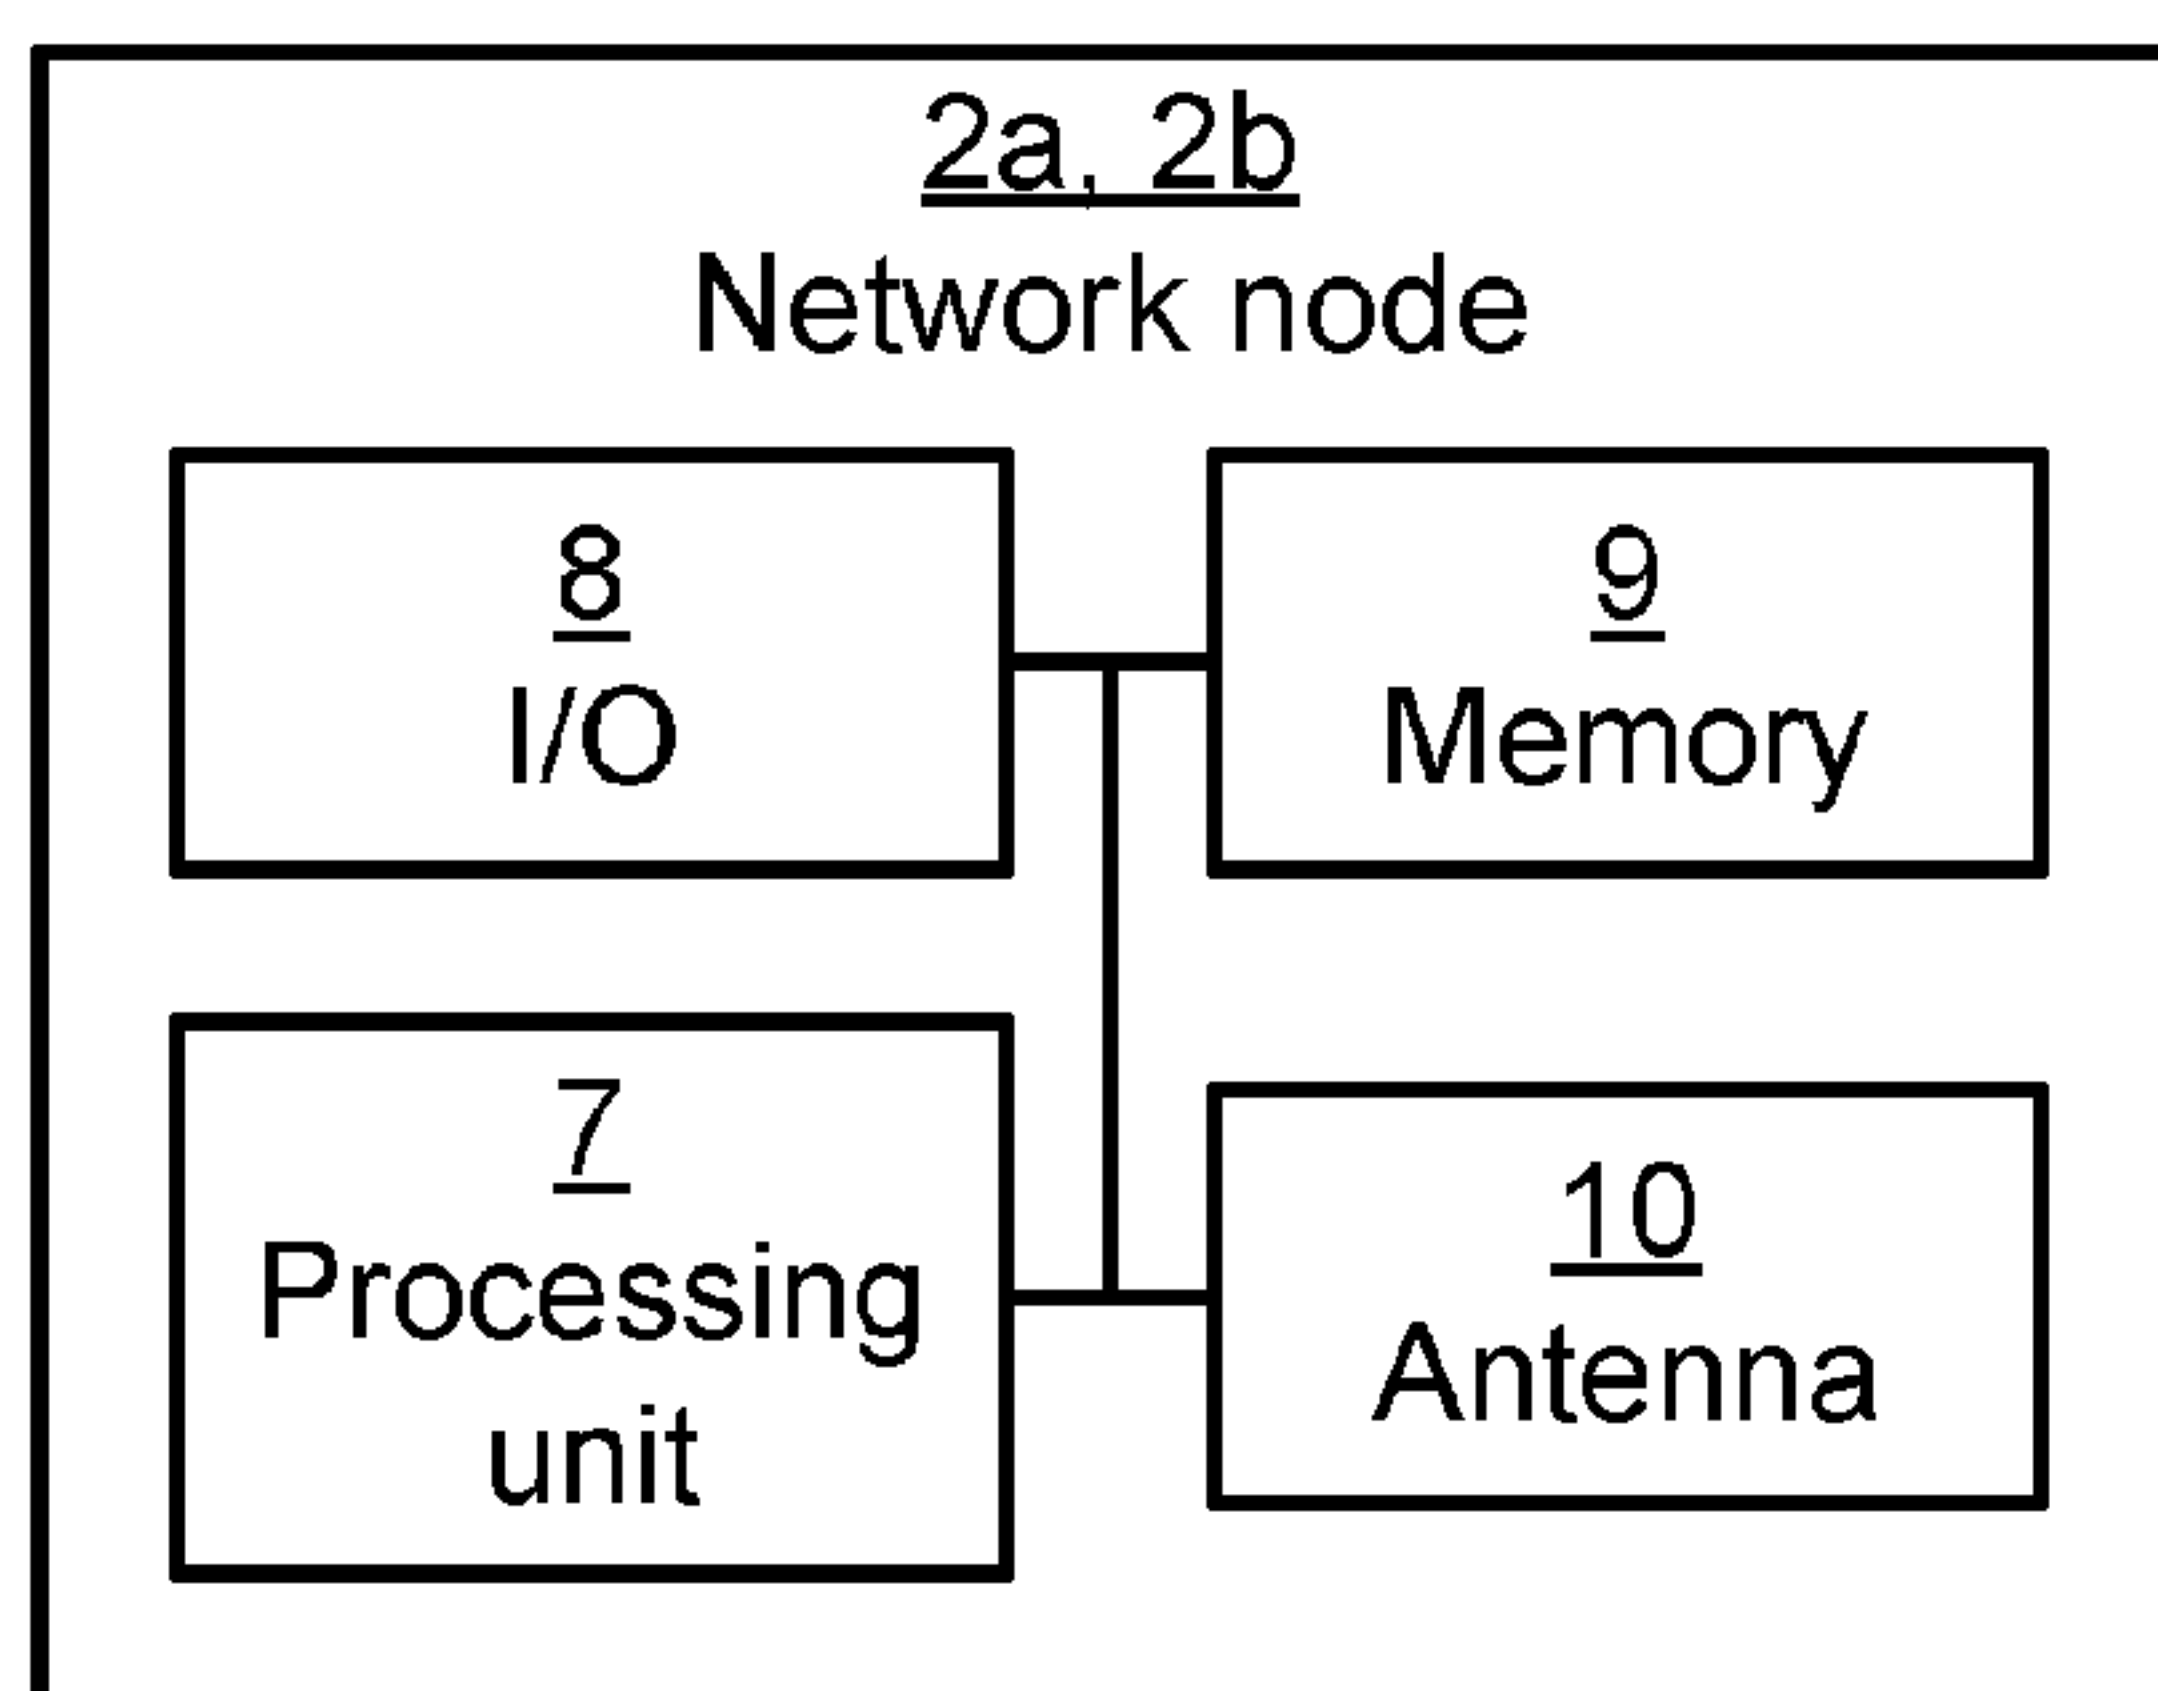 2a, 2b
Network node
8
I/O
9
Memory
7
Processing
unit
10
Antenna